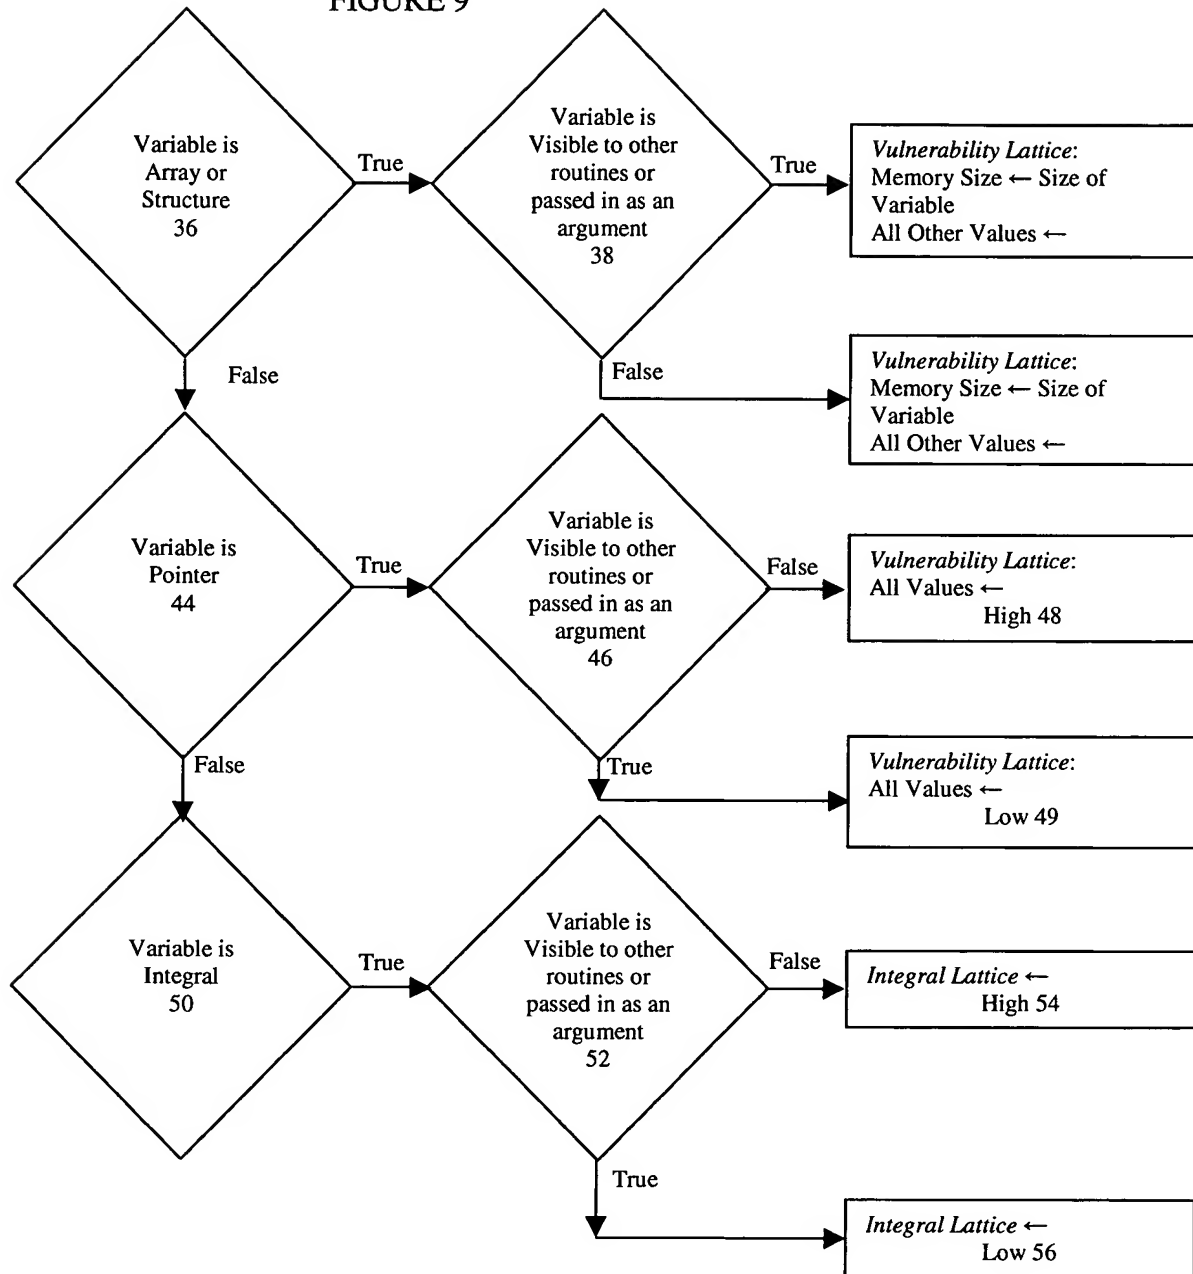 FIGURE 9
Variable is
Array or
Structure
36
True
Variable is
Visible to other
routines or
passed in as an
argument
38
True
Vulnerability Lattice:
Memory Size ← Size of
Variable
All Other Values ←
False
False
Vulnerability Lattice:
Memory Size ← Size of
Variable
All Other Values ←
Variable is
Pointer
44
True
Variable is
Visible to other
routines or
passed in as an
argument
46
False
Vulnerability Lattice:
All Values ←
High 48
False
True
Vulnerability Lattice:
All Values ←
Low 49
Variable is
Integral
50
True
Variable is
Visible to other
routines or
passed in as an
argument
52
False
Integral Lattice ←
High 54
True
Integral Lattice ←
Low 56